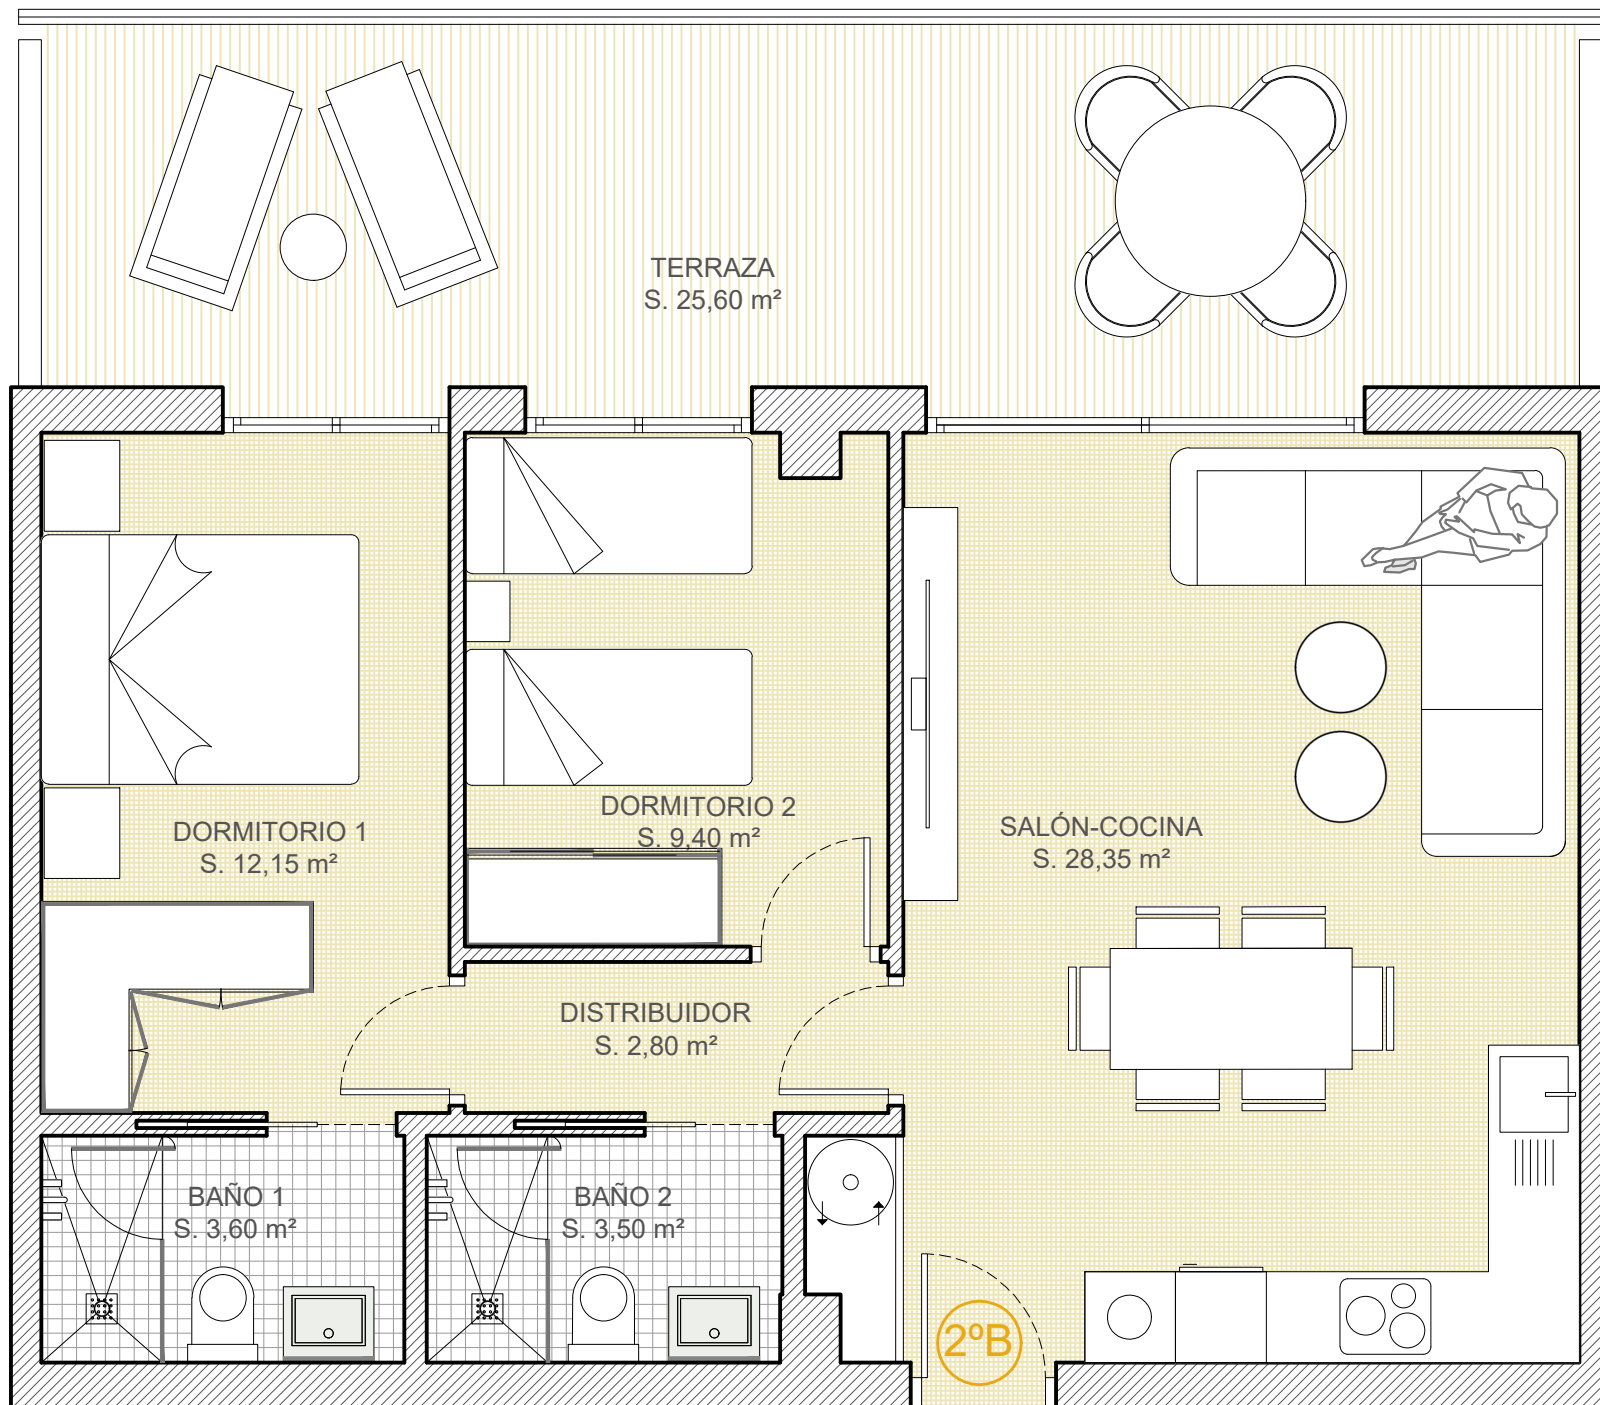 TERRAZA
S. 25,60 m²
DORMITORIO 1
S. 12,15 m²
DORMITORIO 2
S. 9,40 m²
SALÓN-COCINA
S. 28,35 m²
DISTRIBUIDOR
S. 2,80 m²
BAÑO 1
S. 3,60 m²
BAÑO 2
S. 3,50 m²
2ºB